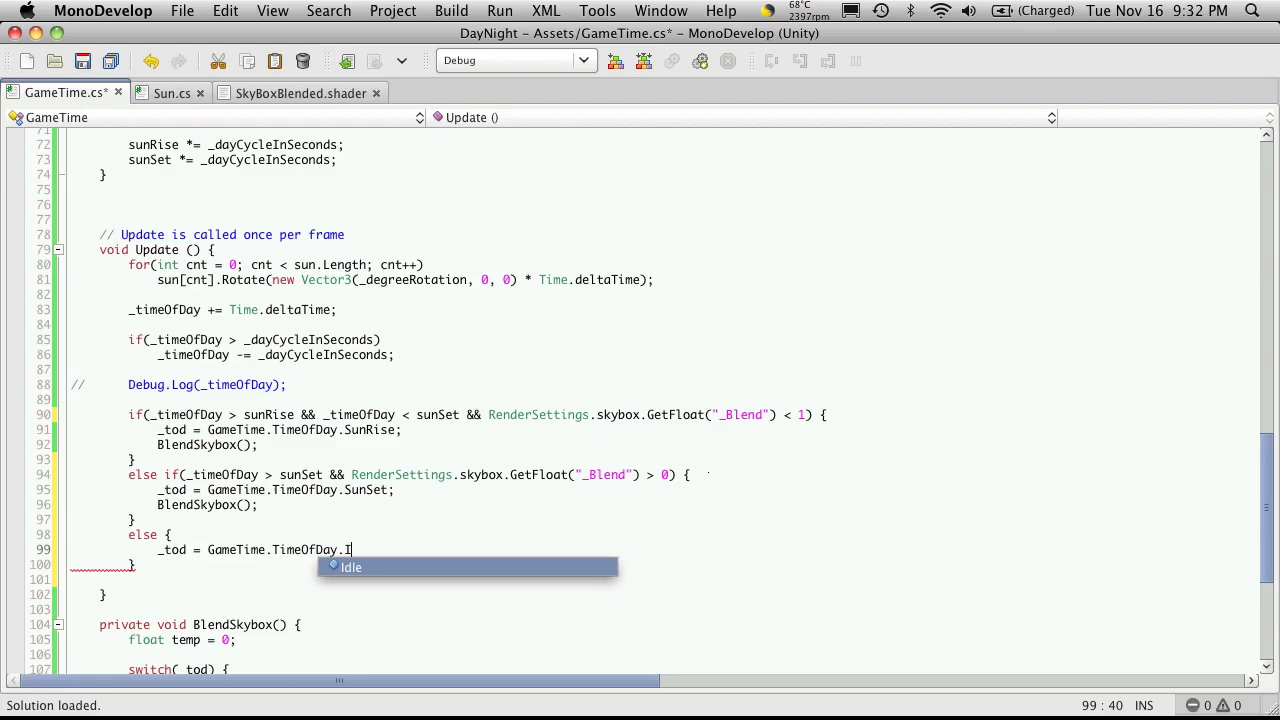 MonoDevelop File Edit View Search Project Build Run XML Tools Window Help 68°C 2397rpm (Charged) Tue Nov 16 9:32 PM
DayNight - Assets/GameTime.cs* - MonoDevelop (Unity)
Debug
GameTime.cs* Sun.cs SkyBoxBlended.shader
GameTime Update ()
71
72 sunRise *= _dayCycleInSeconds;
73 sunSet *= _dayCycleInSeconds;
74 }
75
76
77
78 // Update is called once per frame
79 void Update () {
80 for(int cnt = 0; cnt < sun.Length; cnt++)
81 sun[cnt].Rotate(new Vector3(_degreeRotation, 0, 0) * Time.deltaTime);
82
83 _timeOfDay += Time.deltaTime;
84
85 if(_timeOfDay > _dayCycleInSeconds)
86 _timeOfDay -= _dayCycleInSeconds;
87
88 // Debug.Log(_timeOfDay);
89
90 if(_timeOfDay > sunRise && _timeOfDay < sunSet && RenderSettings.skybox.GetFloat("_Blend") < 1) {
91 _tod = GameTime.TimeOfDay.SunRise;
92 BlendSkybox();
93 }
94 else if(_timeOfDay > sunSet && RenderSettings.skybox.GetFloat("_Blend") > 0) {
95 _tod = GameTime.TimeOfDay.SunSet;
96 BlendSkybox();
97 }
98 else {
99 _tod = GameTime.TimeOfDay.I
Idle
100 }
101
102 }
103
104 private void BlendSkybox() {
105 float temp = 0;
106
107 switch(_tod) {
Solution loaded. 99 : 40 INS 0 0